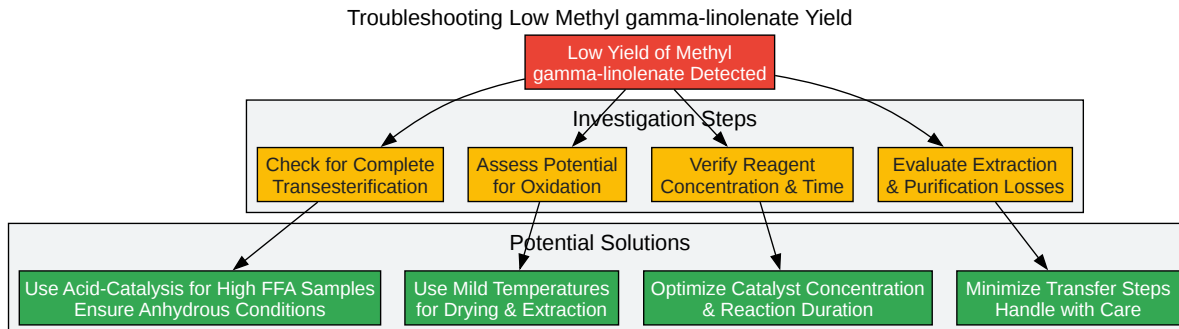 Troubleshooting Low Methyl gamma-linolenate Yield
Low Yield of Methyl
gamma-linolenate Detected
Investigation Steps
Check for Complete
Transesterification
Assess Potential
for Oxidation
Verify Reagent
Concentration & Time
Evaluate Extraction
& Purification Losses
Potential Solutions
Use Acid-Catalysis for High FFA Samples
Ensure Anhydrous Conditions
Use Mild Temperatures
for Drying & Extraction
Optimize Catalyst Concentration
& Reaction Duration
Minimize Transfer Steps
Handle with Care